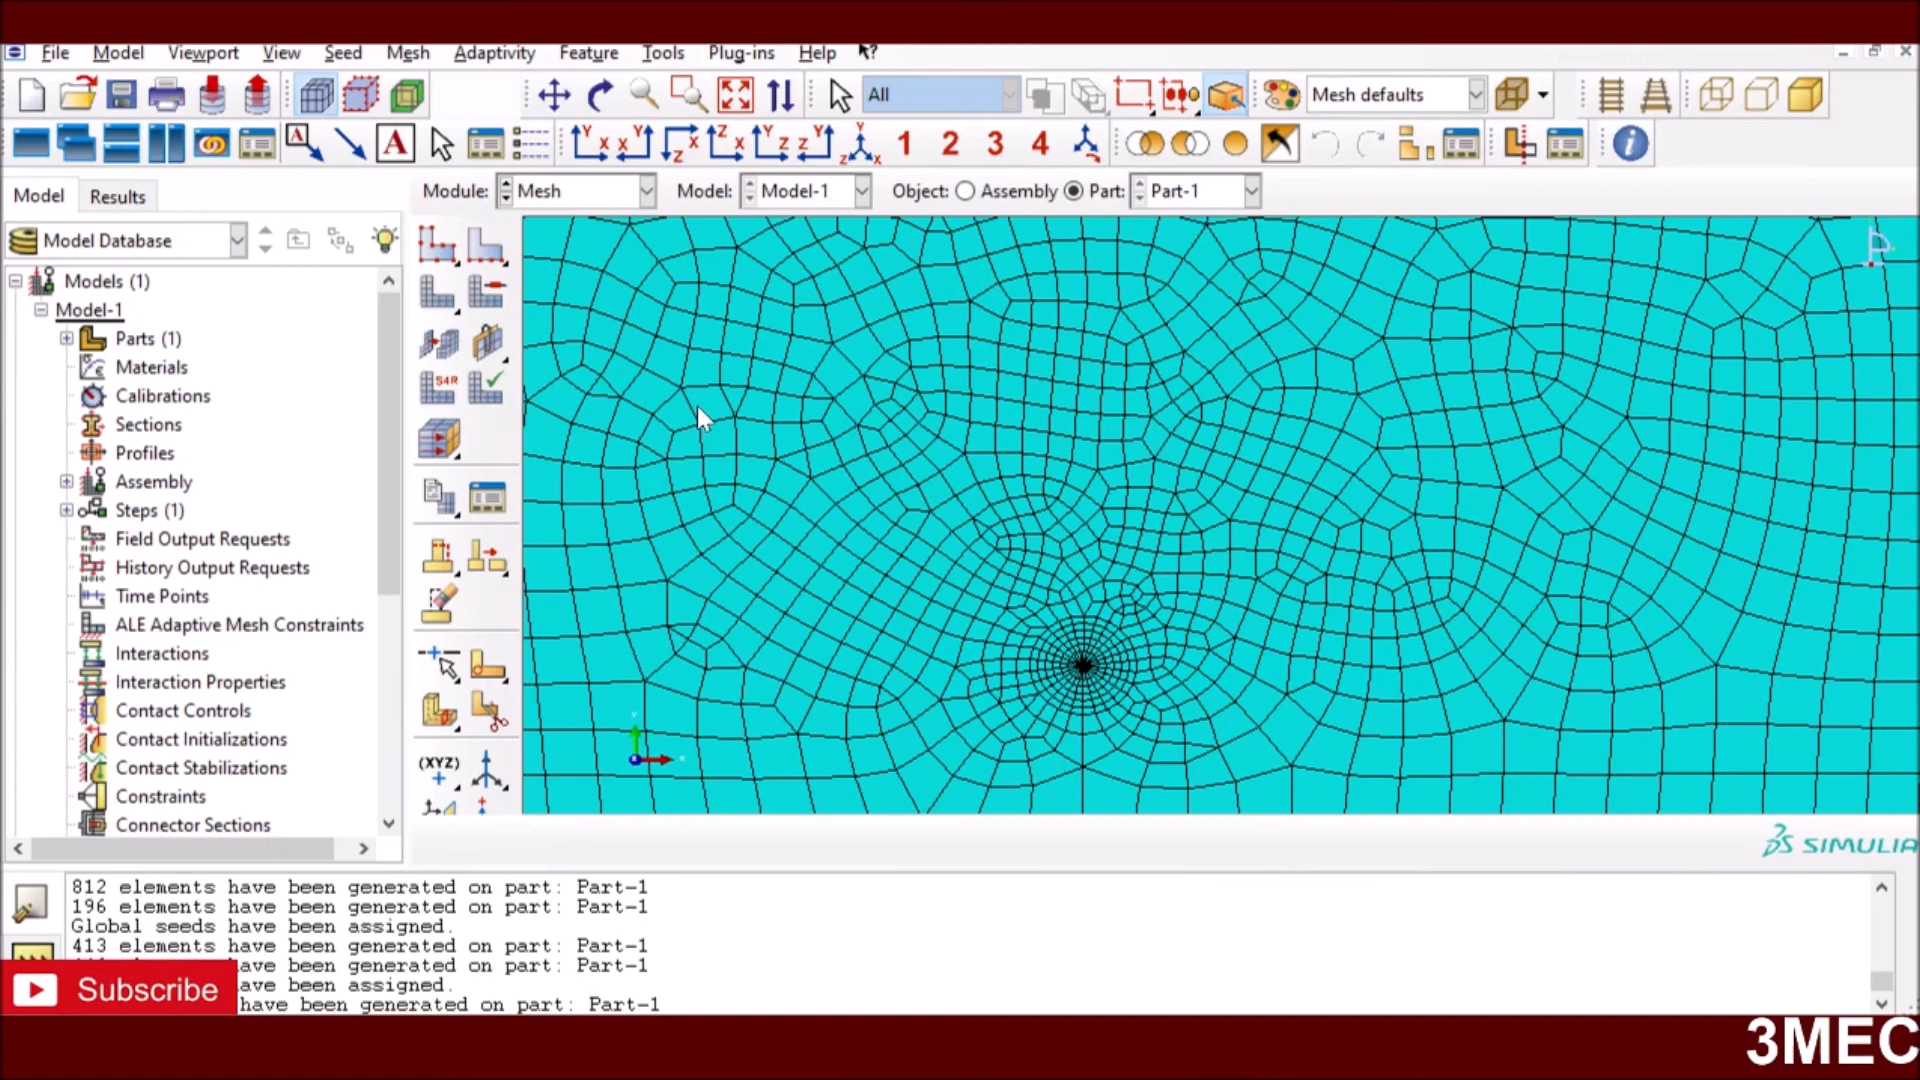 File Model Viewport View Seed Mesh Adaptivity Feature Tools Plug-ins Help
All
Mesh defaults
1 2 3 4
Model Results
Module: Mesh Model: Model-1 Object: Assembly Part: Part-1
Model Database
Models (1)
Model-1
Parts (1)
Materials
Calibrations
Sections
Profiles
Assembly
Steps (1)
Field Output Requests
History Output Requests
Time Points
ALE Adaptive Mesh Constraints
Interactions
Interaction Properties
Contact Controls
Contact Initializations
Contact Stabilizations
Constraints
Connector Sections
S4R
(XYZ)
SIMULIA
812 elements have been generated on part: Part-1
196 elements have been generated on part: Part-1
Global seeds have been assigned.
413 elements have been generated on part: Part-1
have been generated on part: Part-1
have been assigned.
have been generated on part: Part-1
Subscribe
3MEC